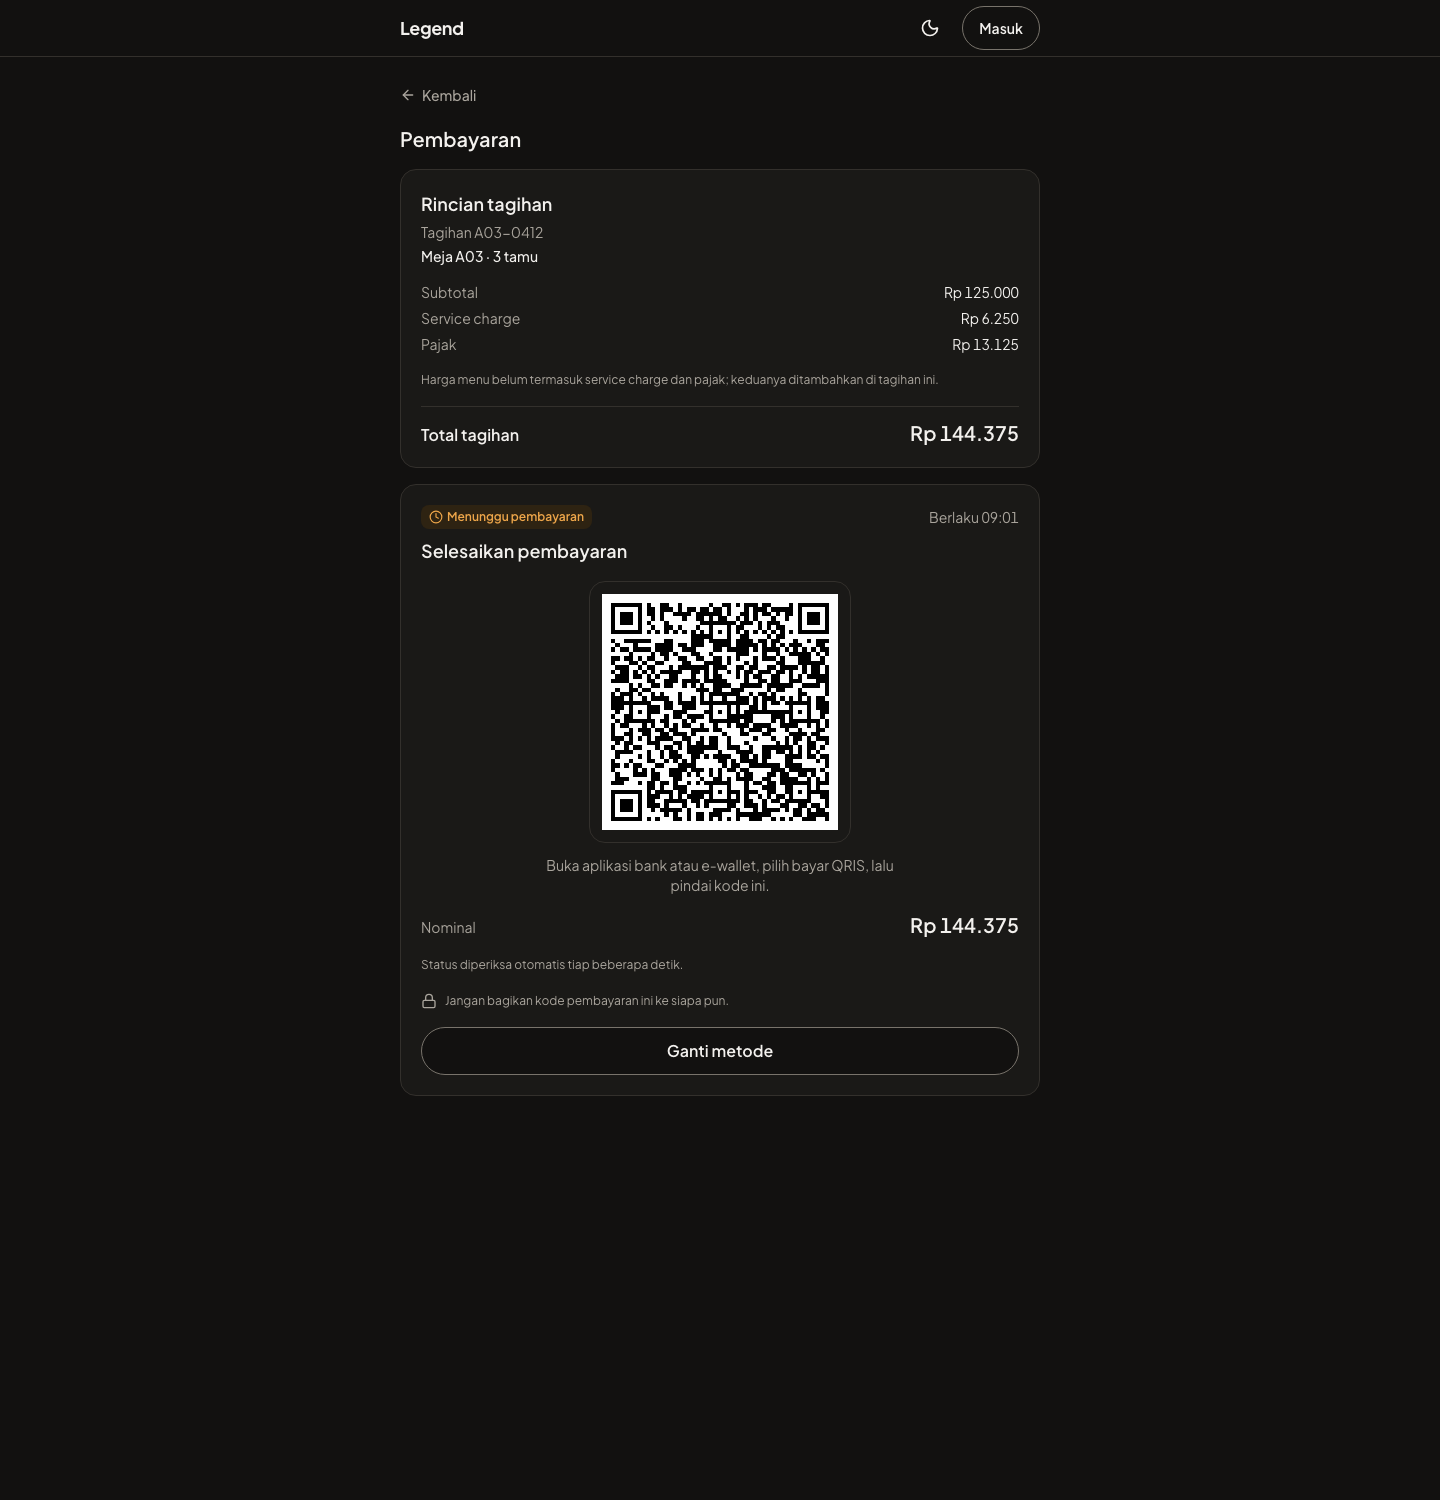 Legend
Masuk
Kembali
Pembayaran
Rincian tagihan
Tagihan A03-0412
Meja A03 · 3 tamu
Subtotal Rp 125.000
Service charge Rp 6.250
Pajak Rp 13.125
Harga menu belum termasuk service charge dan pajak; keduanya ditambahkan di tagihan ini.
Total tagihan Rp 144.375
Menunggu pembayaran Berlaku 09:01
Selesaikan pembayaran
Buka aplikasi bank atau e-wallet, pilih bayar QRIS, lalu
pindai kode ini.
Nominal Rp 144.375
Status diperiksa otomatis tiap beberapa detik.
Jangan bagikan kode pembayaran ini ke siapa pun.
Ganti metode